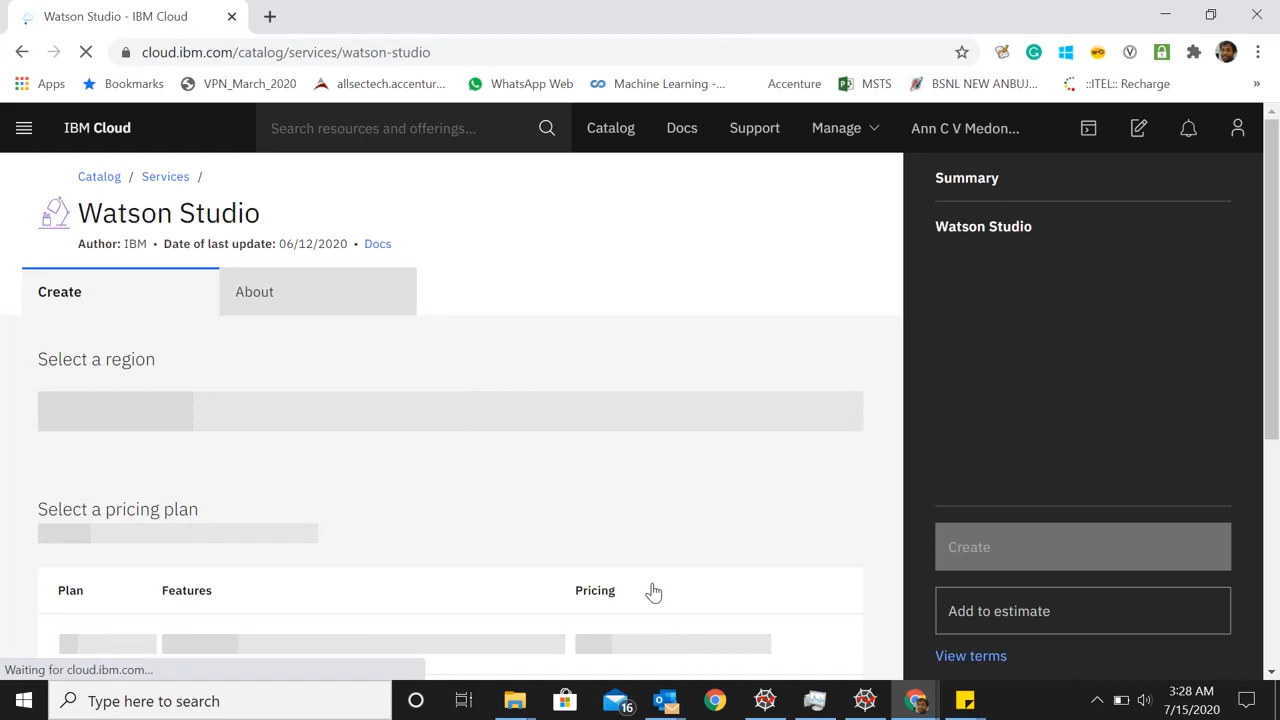 Watson Studio - IBM Cloud
cloud.ibm.com/catalog/services/watson-studio
Apps Bookmarks VPN_March_2020 allsectech.accentur... WhatsApp Web Machine Learning -... Accenture MSTS BSNL NEW ANBUJ... ::ITEL:: Recharge »
IBM Cloud Search resources and offerings... Catalog Docs Support Manage Ann C V Medon...
Catalog / Services /
Watson Studio
Author: IBM • Date of last update: 06/12/2020 • Docs
Create About
Select a region
Select a pricing plan
Plan Features Pricing
Summary
Watson Studio
Create
Add to estimate
View terms
Waiting for cloud.ibm.com...
Type here to search
16
3:28 AM
7/15/2020